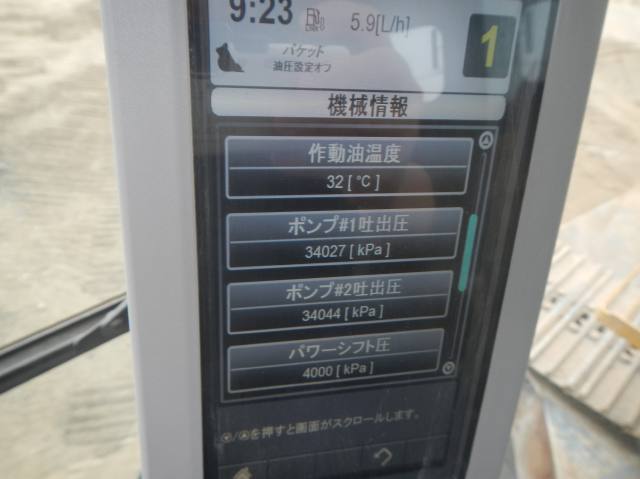 9:23
5.9[L/h]
1
バケット
油圧設定オフ
機械情報
作動油温度
32 [ ℃ ]
ポンプ#1吐出圧
34027 [ kPa ]
ポンプ#2吐出圧
34044 [ kPa ]
パワーシフト圧
4000 [ kPa ]
を押すと画面がスクロールします。